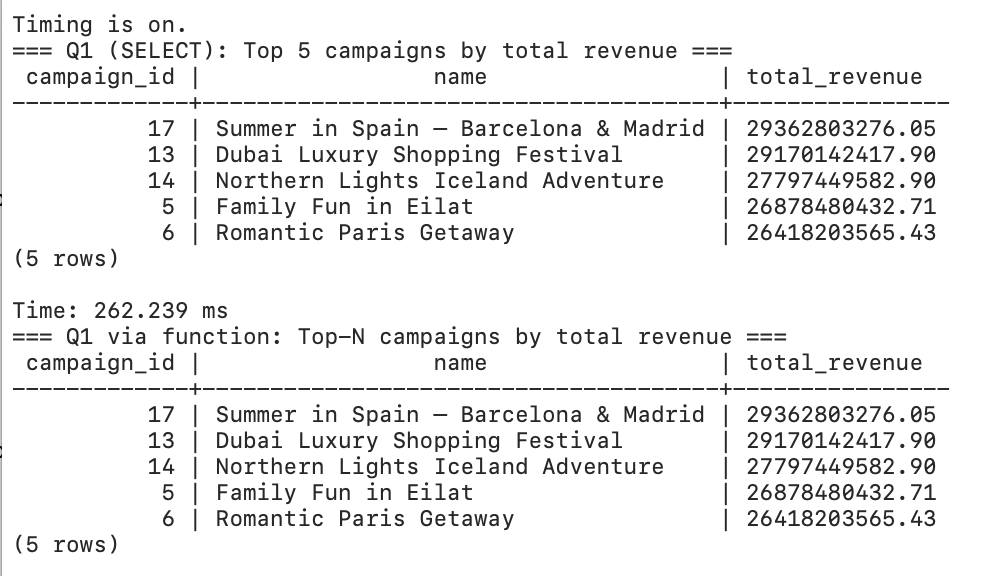 Timing is on.
=== Q1 (SELECT): Top 5 campaigns by total revenue ===
 campaign_id |                 name                 | total_revenue
-------------+--------------------------------------+----------------
          17 | Summer in Spain – Barcelona & Madrid | 29362803276.05
          13 | Dubai Luxury Shopping Festival       | 29170142417.90
          14 | Northern Lights Iceland Adventure    | 27797449582.90
           5 | Family Fun in Eilat                  | 26878480432.71
           6 | Romantic Paris Getaway               | 26418203565.43
(5 rows)

Time: 262.239 ms
=== Q1 via function: Top-N campaigns by total revenue ===
 campaign_id |                 name                 | total_revenue
-------------+--------------------------------------+----------------
          17 | Summer in Spain – Barcelona & Madrid | 29362803276.05
          13 | Dubai Luxury Shopping Festival       | 29170142417.90
          14 | Northern Lights Iceland Adventure    | 27797449582.90
           5 | Family Fun in Eilat                  | 26878480432.71
           6 | Romantic Paris Getaway               | 26418203565.43
(5 rows)